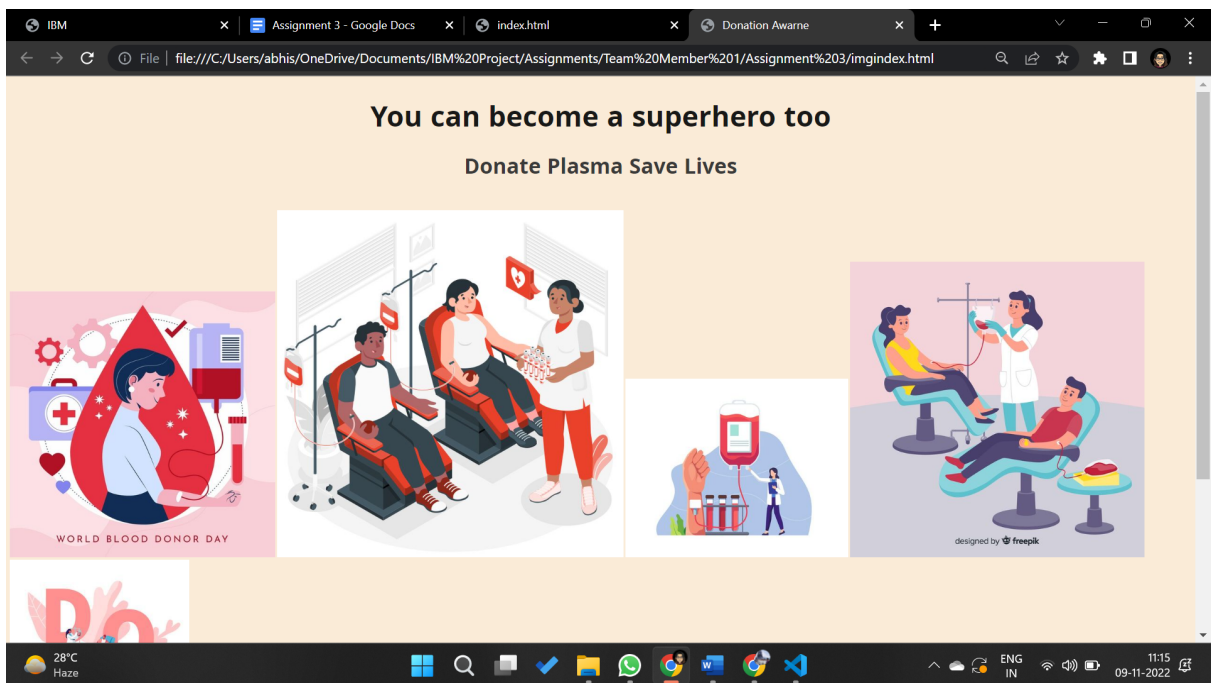 IBM
Assignment 3 - Google Docs
index.html
Donation Awarne
File
file:///C:/Users/abhis/OneDrive/Documents/IBM%20Project/Assignments/Team%20Member%201/Assignment%203/imgindex.html
You can become a superhero too
Donate Plasma Save Lives
WORLD BLOOD DONOR DAY
designed by freepik
DO
28°C
Haze
ENG
IN
11:15
09-11-2022